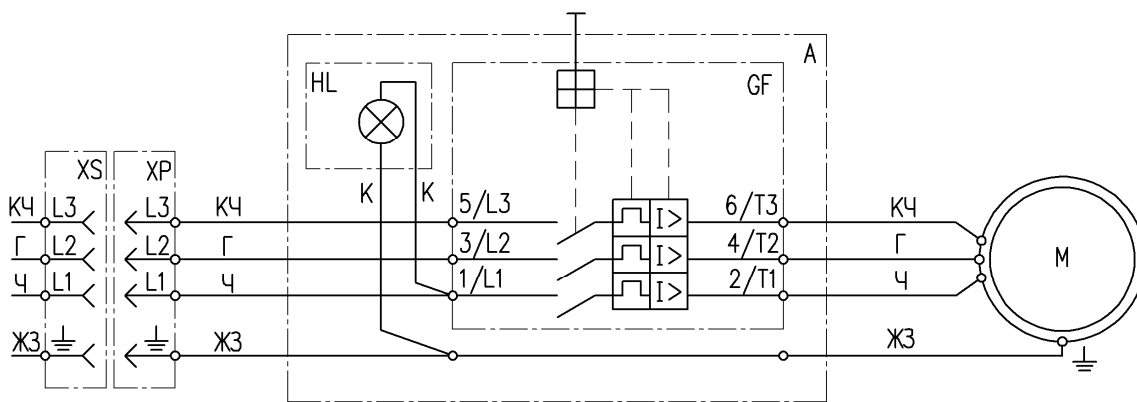 A
HL
GF
XS
XP
К
К
КЧ
L3
L3
КЧ
5/L3
I>
6/T3
КЧ
Г
L2
L2
Г
3/L2
I>
4/T2
Г
M
Ч
L1
L1
Ч
1/L1
I>
2/T1
Ч
ЖЗ
ЖЗ
ЖЗ